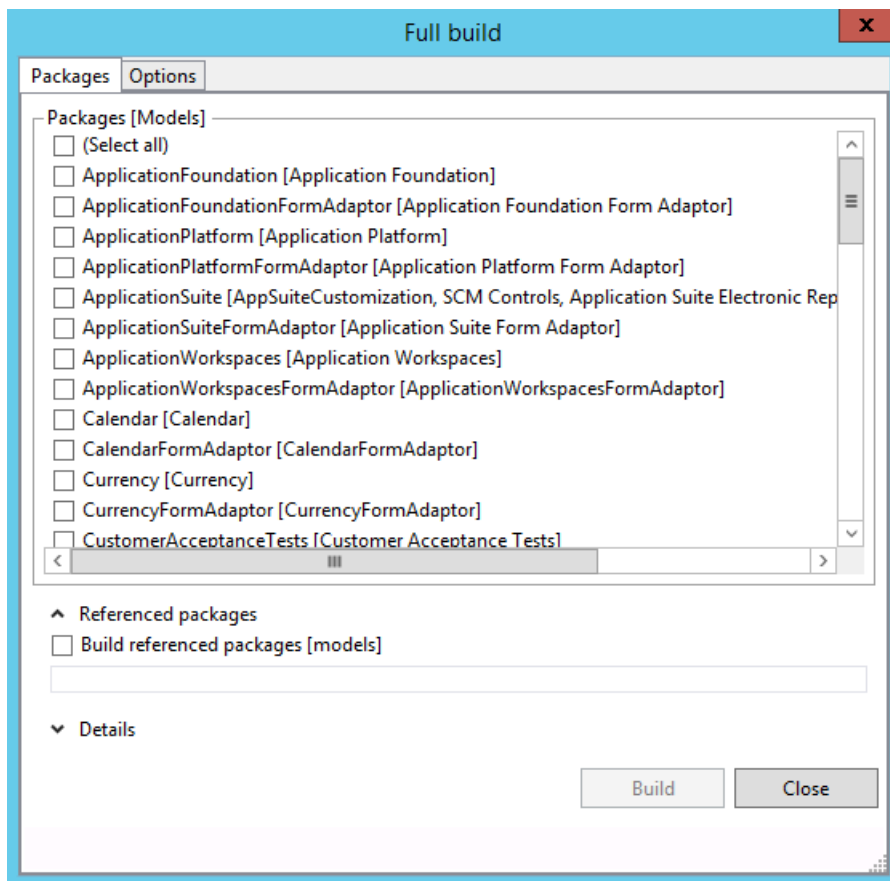 Full build
Packages Options
Packages [Models]
(Select all)
ApplicationFoundation [Application Foundation]
ApplicationFoundationFormAdaptor [Application Foundation Form Adaptor]
ApplicationPlatform [Application Platform]
ApplicationPlatformFormAdaptor [Application Platform Form Adaptor]
ApplicationSuite [AppSuiteCustomization, SCM Controls, Application Suite Electronic Rep
ApplicationSuiteFormAdaptor [Application Suite Form Adaptor]
ApplicationWorkspaces [Application Workspaces]
ApplicationWorkspacesFormAdaptor [ApplicationWorkspacesFormAdaptor]
Calendar [Calendar]
CalendarFormAdaptor [CalendarFormAdaptor]
Currency [Currency]
CurrencyFormAdaptor [CurrencyFormAdaptor]
CustomerAcceptanceTests [Customer Acceptance Tests]
Referenced packages
Build referenced packages [models]
Details
Build Close